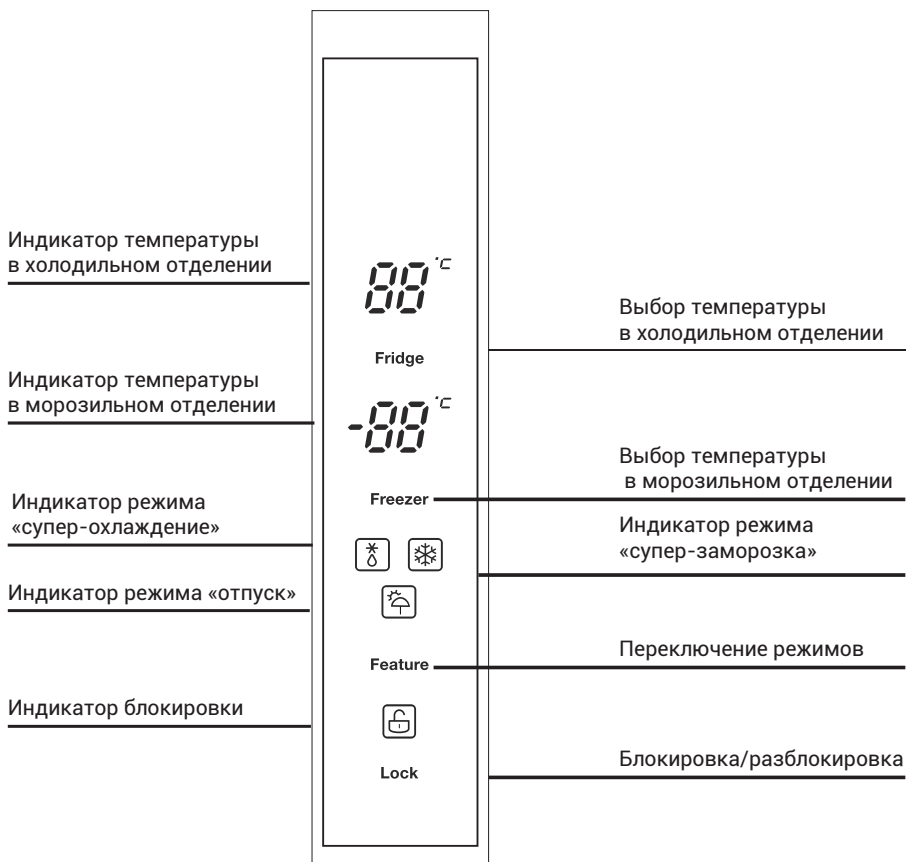 Индикатор температуры
в холодильном отделении
88 °C
Fridge
Выбор температуры
в холодильном отделении
Индикатор температуры
в морозильном отделении
-88 °C
Freezer
Выбор температуры
в морозильном отделении
Индикатор режима
«супер-охлаждение»
Индикатор режима
«супер-заморозка»
Индикатор режима «отпуск»
Feature
Переключение режимов
Индикатор блокировки
Lock
Блокировка/разблокировка